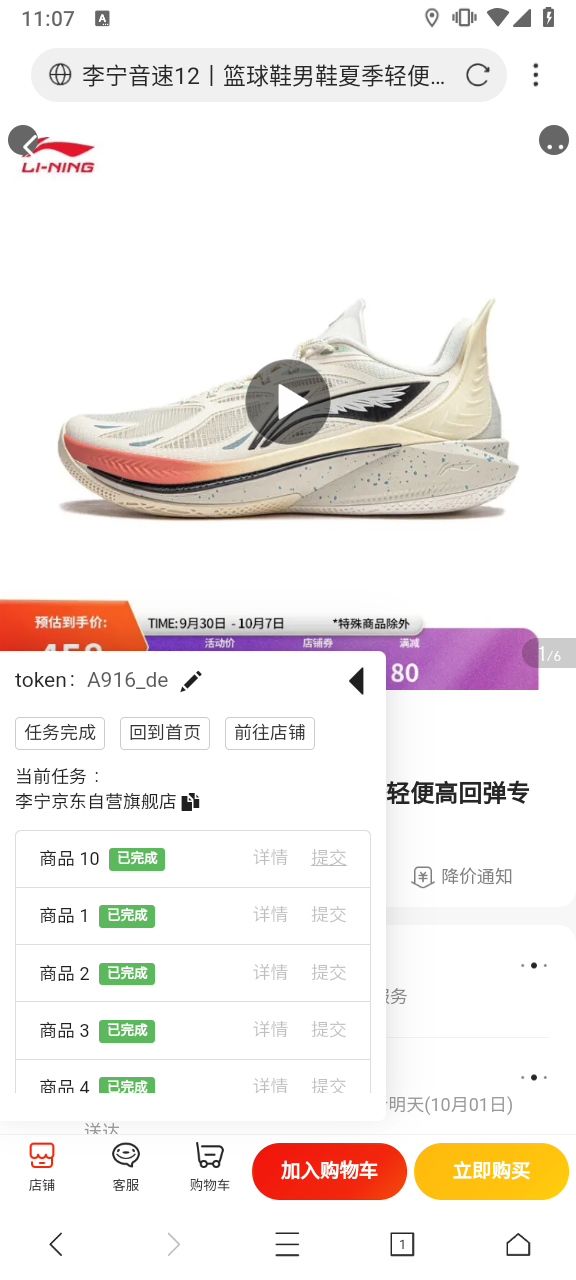 11:07
李宁音速12丨篮球鞋男鞋夏季轻便...
LI-NING
预估到手价:
TIME:9月30日 -10月7日 *特殊商品除外
活动价 店铺券 满减
80
1/6
token: A916_de
任务完成 回到首页 前往店铺
当前任务：
李宁京东自营旗舰店
轻便高回弹专
商品 10 已完成 详情 提交
降价通知
商品 1 已完成 详情 提交
商品 2 已完成 详情 提交
服务
商品 3 已完成 详情 提交
商品 4 已完成 详情 提交
明天(10月01日)
送达
店铺 客服 购物车 加入购物车 立即购买
1